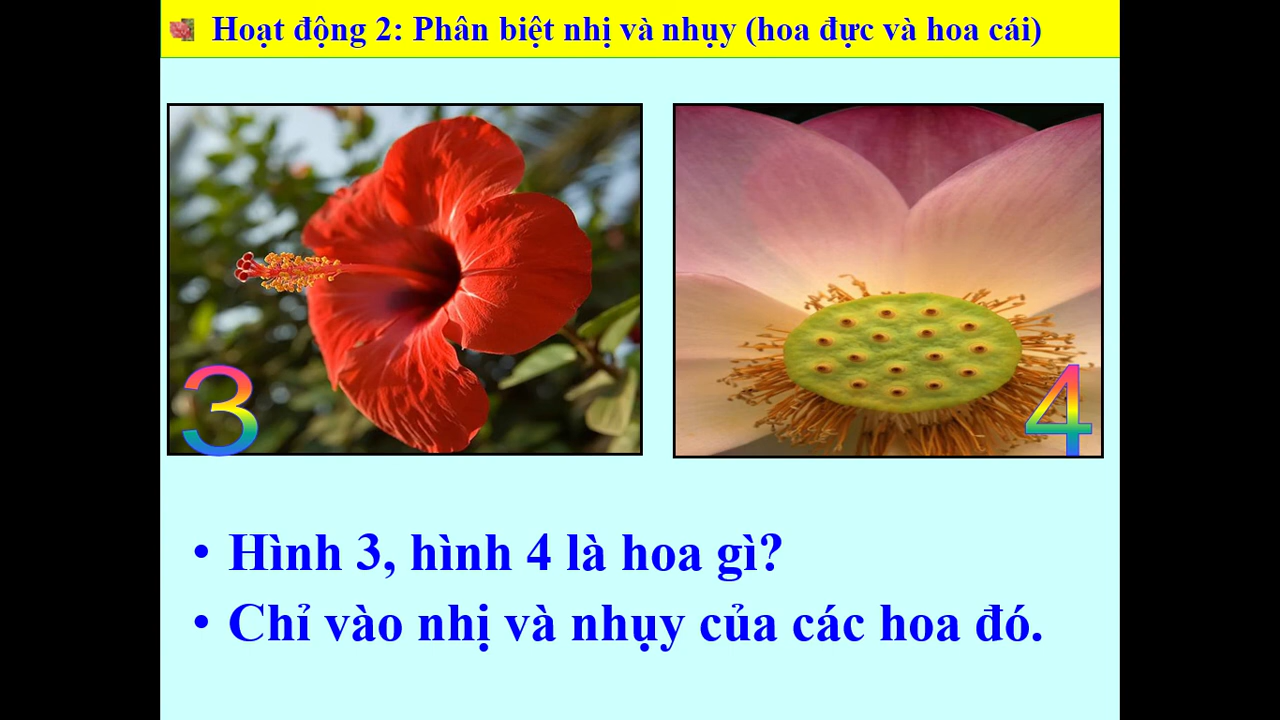 Hoạt động 2: Phân biệt nhị và nhụy (hoa đực và hoa cái)
3
4
• Hình 3, hình 4 là hoa gì?
• Chỉ vào nhị và nhụy của các hoa đó.